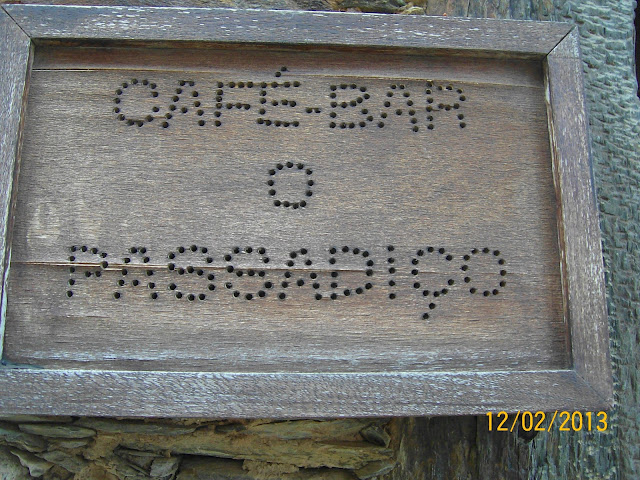 CAFÉ-BAR
O
PASSADIÇO
12/02/2013